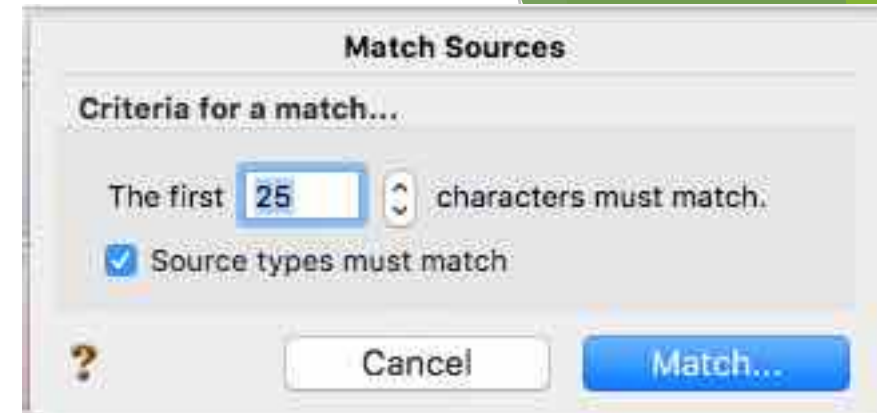 Match Sources
Criteria for a match...
The first 25 characters must match.
Source types must match
? Cancel Match...